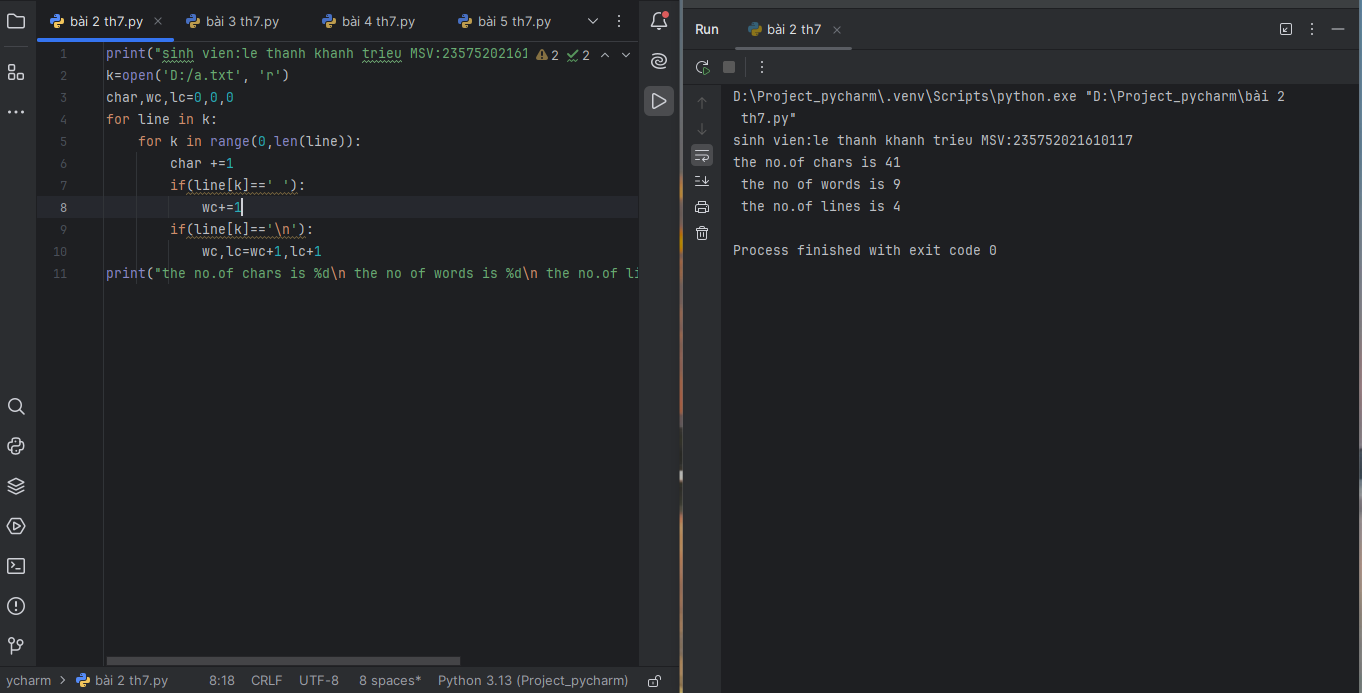 bài 2 th7.py
bài 3 th7.py
bài 4 th7.py
bài 5 th7.py
1 print("sinh vien:le thanh khanh trieu MSV:23575202161
2 2
2 k=open('D:/a.txt', 'r')
3 char,wc,lc=0,0,0
4 for line in k:
5 for k in range(0,len(line)):
6 char +=1
7 if(line[k]==' '):
8 wc+=1
9 if(line[k]=='\n'):
10 wc,lc=wc+1,lc+1
11 print("the no.of chars is %d\n the no of words is %d\n the no.of li
ycharm > bài 2 th7.py 8:18 CRLF UTF-8 8 spaces* Python 3.13 (Project_pycharm)
Run bài 2 th7
D:\Project_pycharm\.venv\Scripts\python.exe "D:\Project_pycharm\bài 2
th7.py"
sinh vien:le thanh khanh trieu MSV:235752021610117
the no.of chars is 41
the no of words is 9
the no.of lines is 4
Process finished with exit code 0